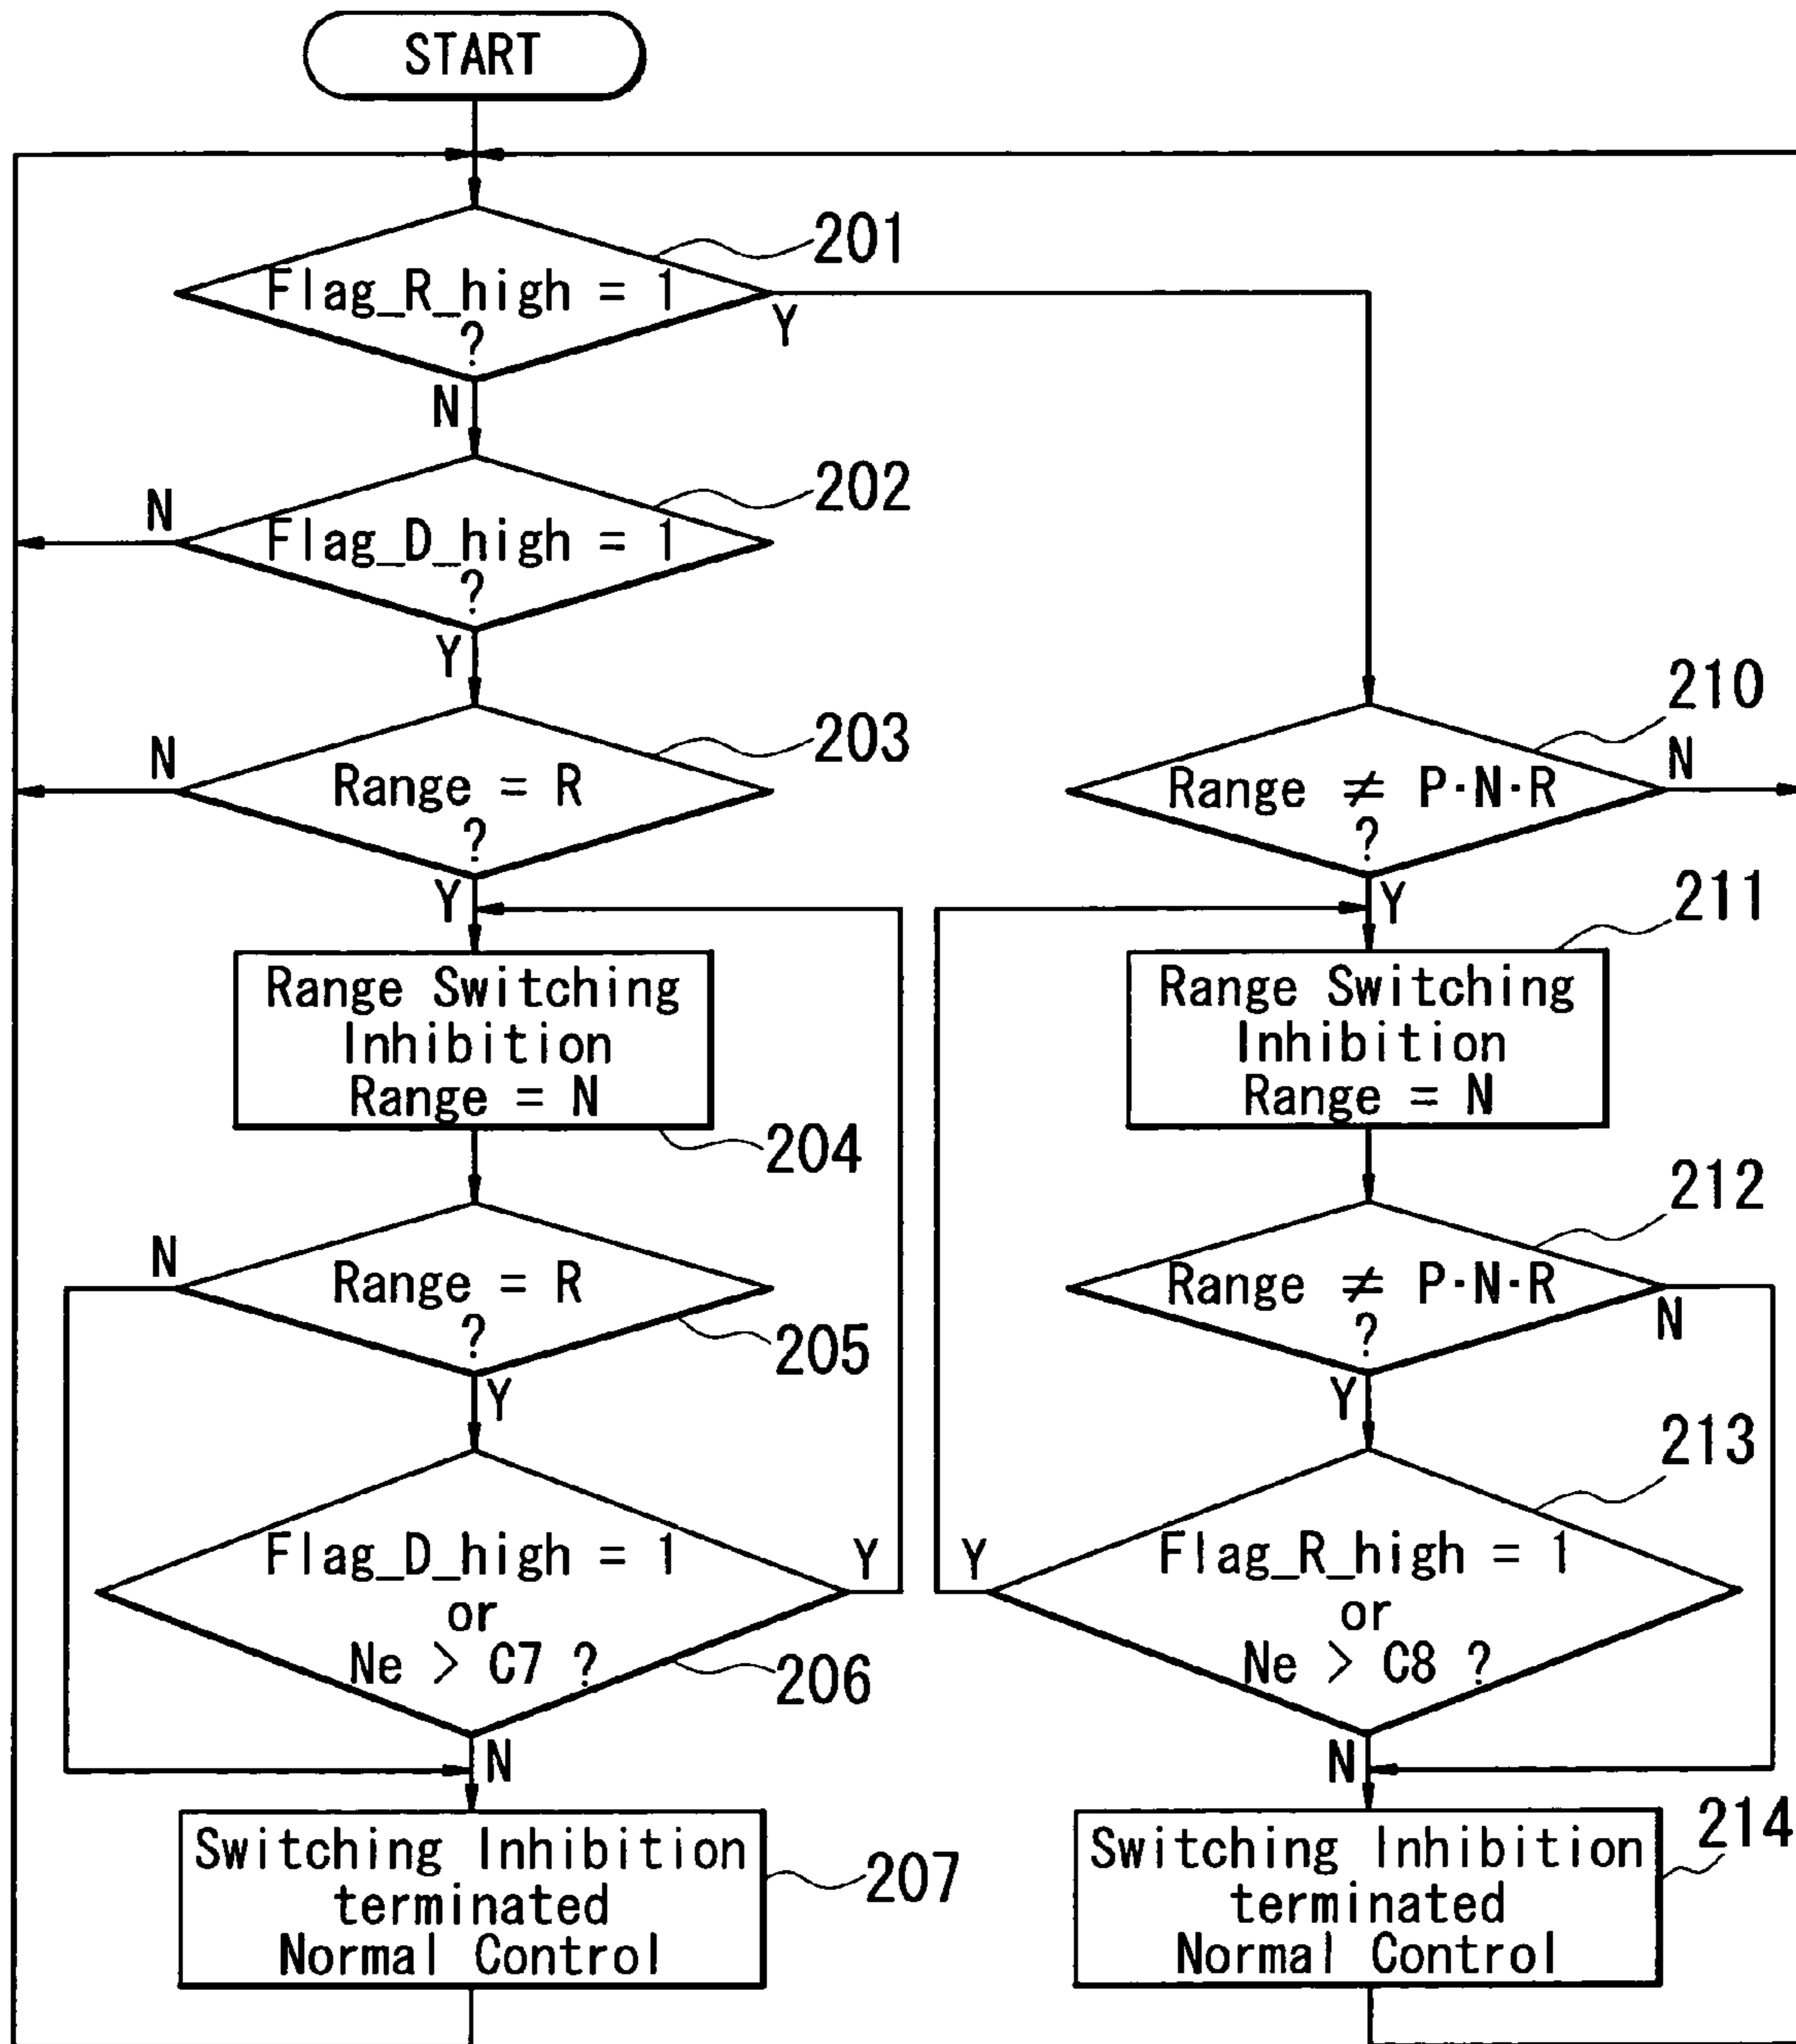 START
201
Flag_R_high = 1
?
Y
N
202
N
Flag_D_high = 1
?
Y
203
N
Range = R
?
Y
210
Range ≠ P·N·R
N
?
Y
211
Range Switching
Inhibition
Range = N
204
Range Switching
Inhibition
Range = N
N
Range = R
?
205
Y
212
Range ≠ P·N·R
?
N
Y
213
Flag_D_high = 1
or
Ne > C7 ?
Y
206
N
Y
Flag_R_high = 1
or
Ne > C8 ?
N
Switching Inhibition
terminated
Normal Control
207
214
Switching Inhibition
terminated
Normal Control